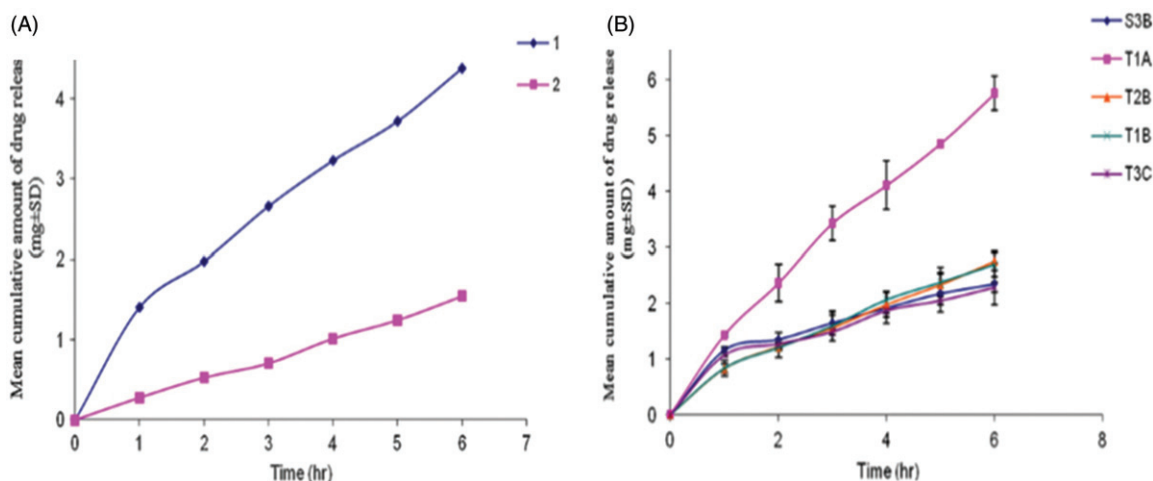 (A)
1
2
Mean cumulative amount of drug releas
(mg±SD)
4
3
2
1
0
0 1 2 3 4 5 6 7
Time (hr)
(B)
S3B
T1A
T2B
T1B
T3C
Mean cumulative amount of drug release
(mg±SD)
6
5
4
3
2
1
0
0 2 4 6 8
Time (hr)